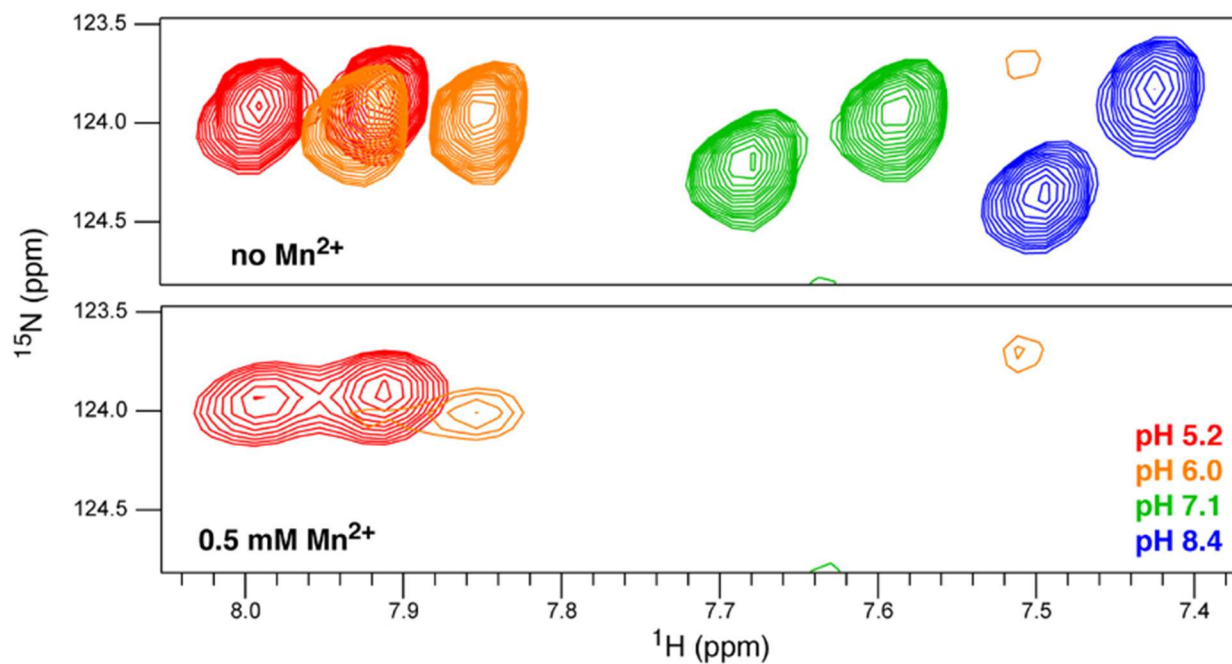 123.5
124.0
124.5
no Mn²⁺
¹⁵N (ppm)
123.5
124.0
124.5
0.5 mM Mn²⁺
pH 5.2
pH 6.0
pH 7.1
pH 8.4
8.0 7.9 7.8 7.7 7.6 7.5 7.4
¹H (ppm)